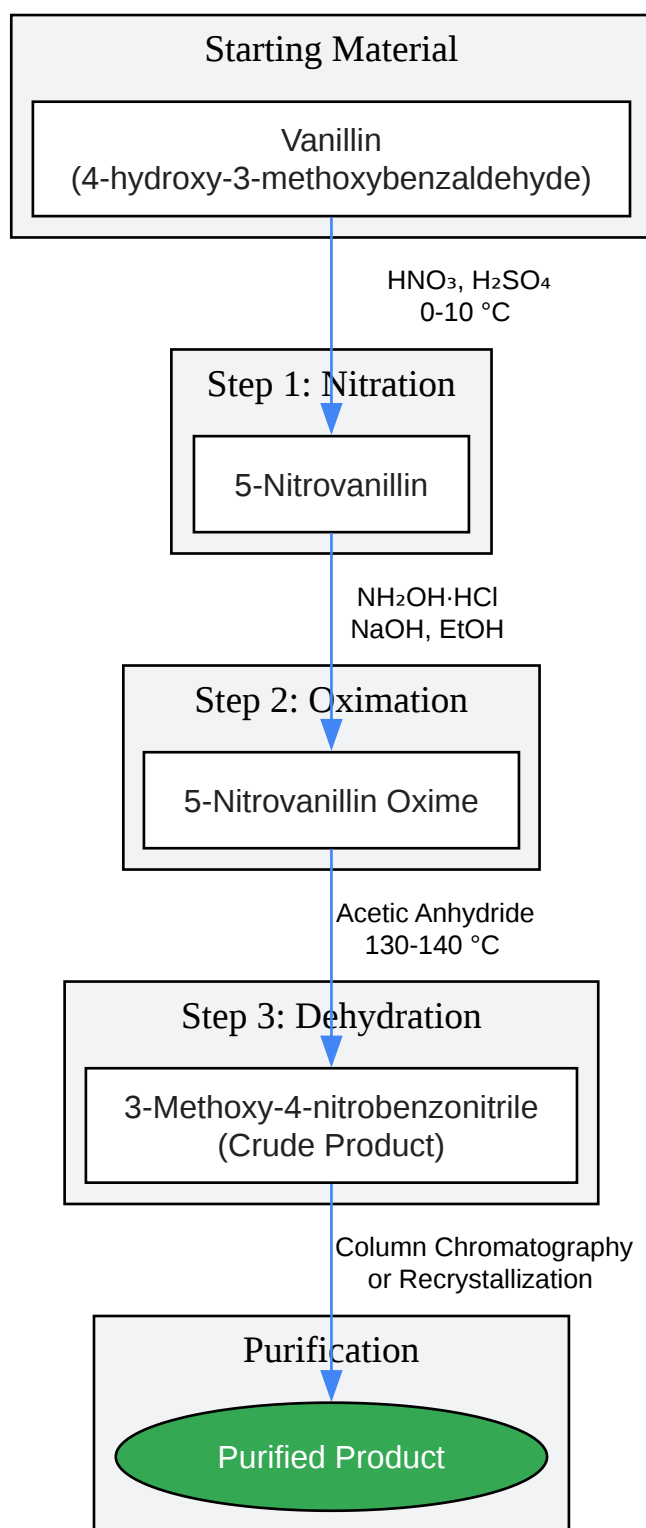 Starting Material
Vanillin
(4-hydroxy-3-methoxybenzaldehyde)
HNO₃, H₂SO₄
0-10 °C
Step 1: Nitration
5-Nitrovanillin
NH₂OH·HCl
NaOH, EtOH
Step 2: Oximation
5-Nitrovanillin Oxime
Acetic Anhydride
130-140 °C
Step 3: Dehydration
3-Methoxy-4-nitrobenzonitrile
(Crude Product)
Column Chromatography
or Recrystallization
Purification
Purified Product